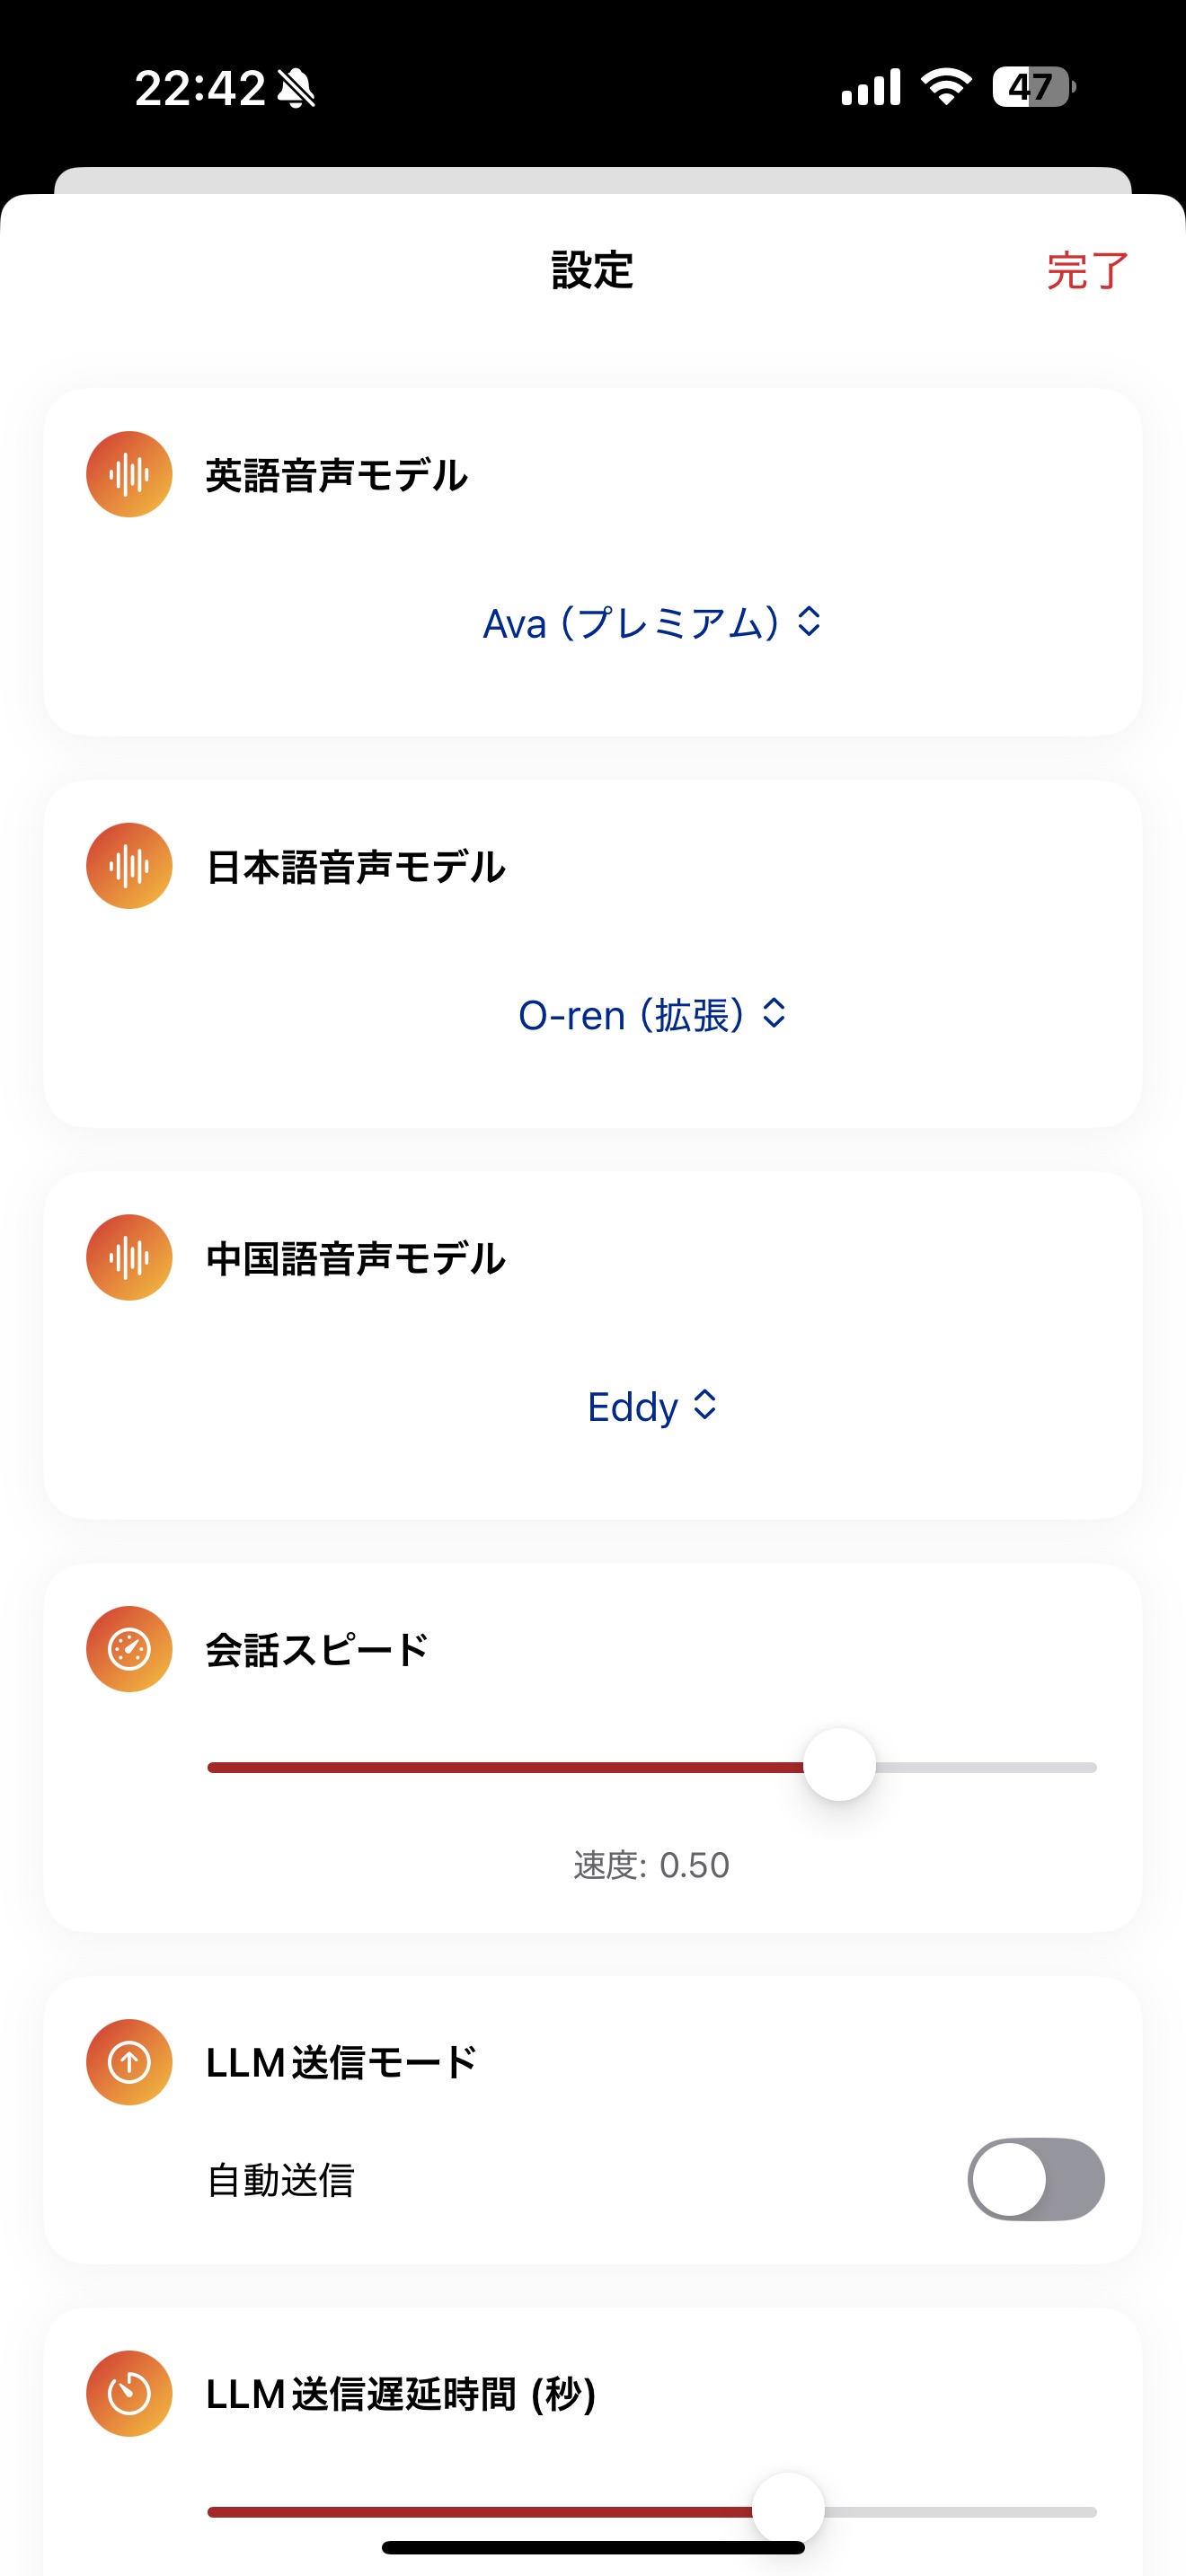 22:42
47
設定
完了
英語音声モデル
Ava（プレミアム）
日本語音声モデル
O-ren（拡張）
中国語音声モデル
Eddy
会話スピード
速度: 0.50
LLM送信モード
自動送信
LLM送信遅延時間 (秒)